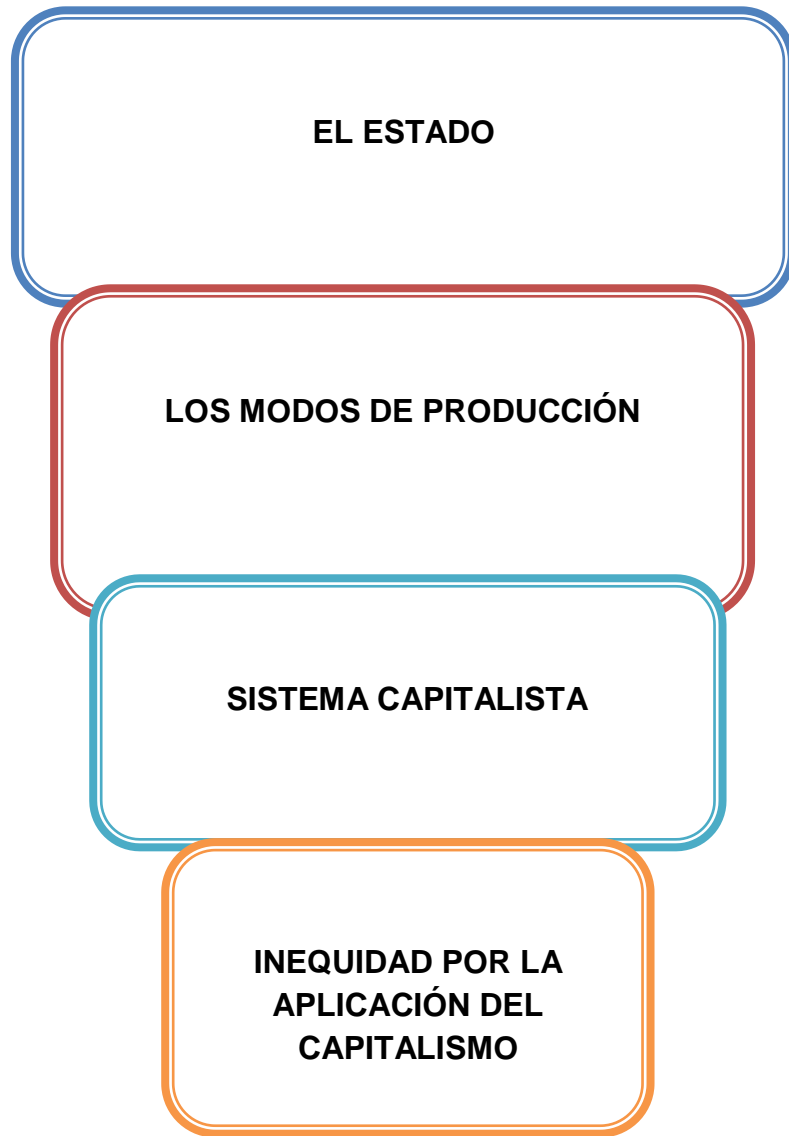 EL ESTADO
LOS MODOS DE PRODUCCIÓN
SISTEMA CAPITALISTA
INEQUIDAD POR LA
APLICACIÓN DEL
CAPITALISMO